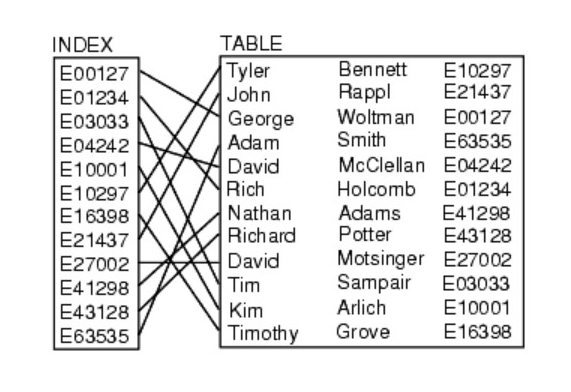 INDEX TABLE
E00127 Tyler Bennett E10297
E01234 John Rappl E21437
E03033 George Woltman E00127
E04242 Adam Smith E63535
E10001 David McClellan E04242
E10297 Rich Holcomb E01234
E16398 Nathan Adams E41298
E21437 Richard Potter E43128
E27002 David Motsinger E27002
E41298 Tim Sampair E03033
E43128 Kim Arlich E10001
E63535 Timothy Grove E16398